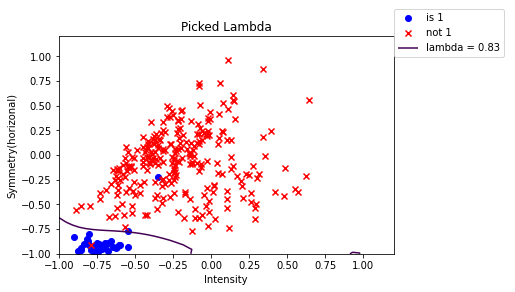 Picked Lambda
is 1
not 1
lambda = 0.83
Symmetry(horizonal)
1.00
0.75
0.50
0.25
0.00
−0.25
−0.50
−0.75
−1.00
−1.00 −0.75 −0.50 −0.25 0.00 0.25 0.50 0.75 1.00
Intensity